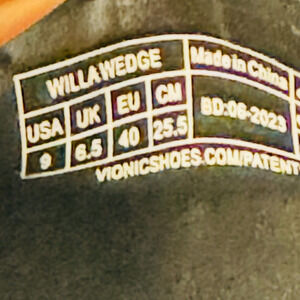 WILLA WEDGE
Made in China
USA UK EU CM
BD:06-2023
9 6.5 40 25.5
VIONICSHOES.COM/PATENT